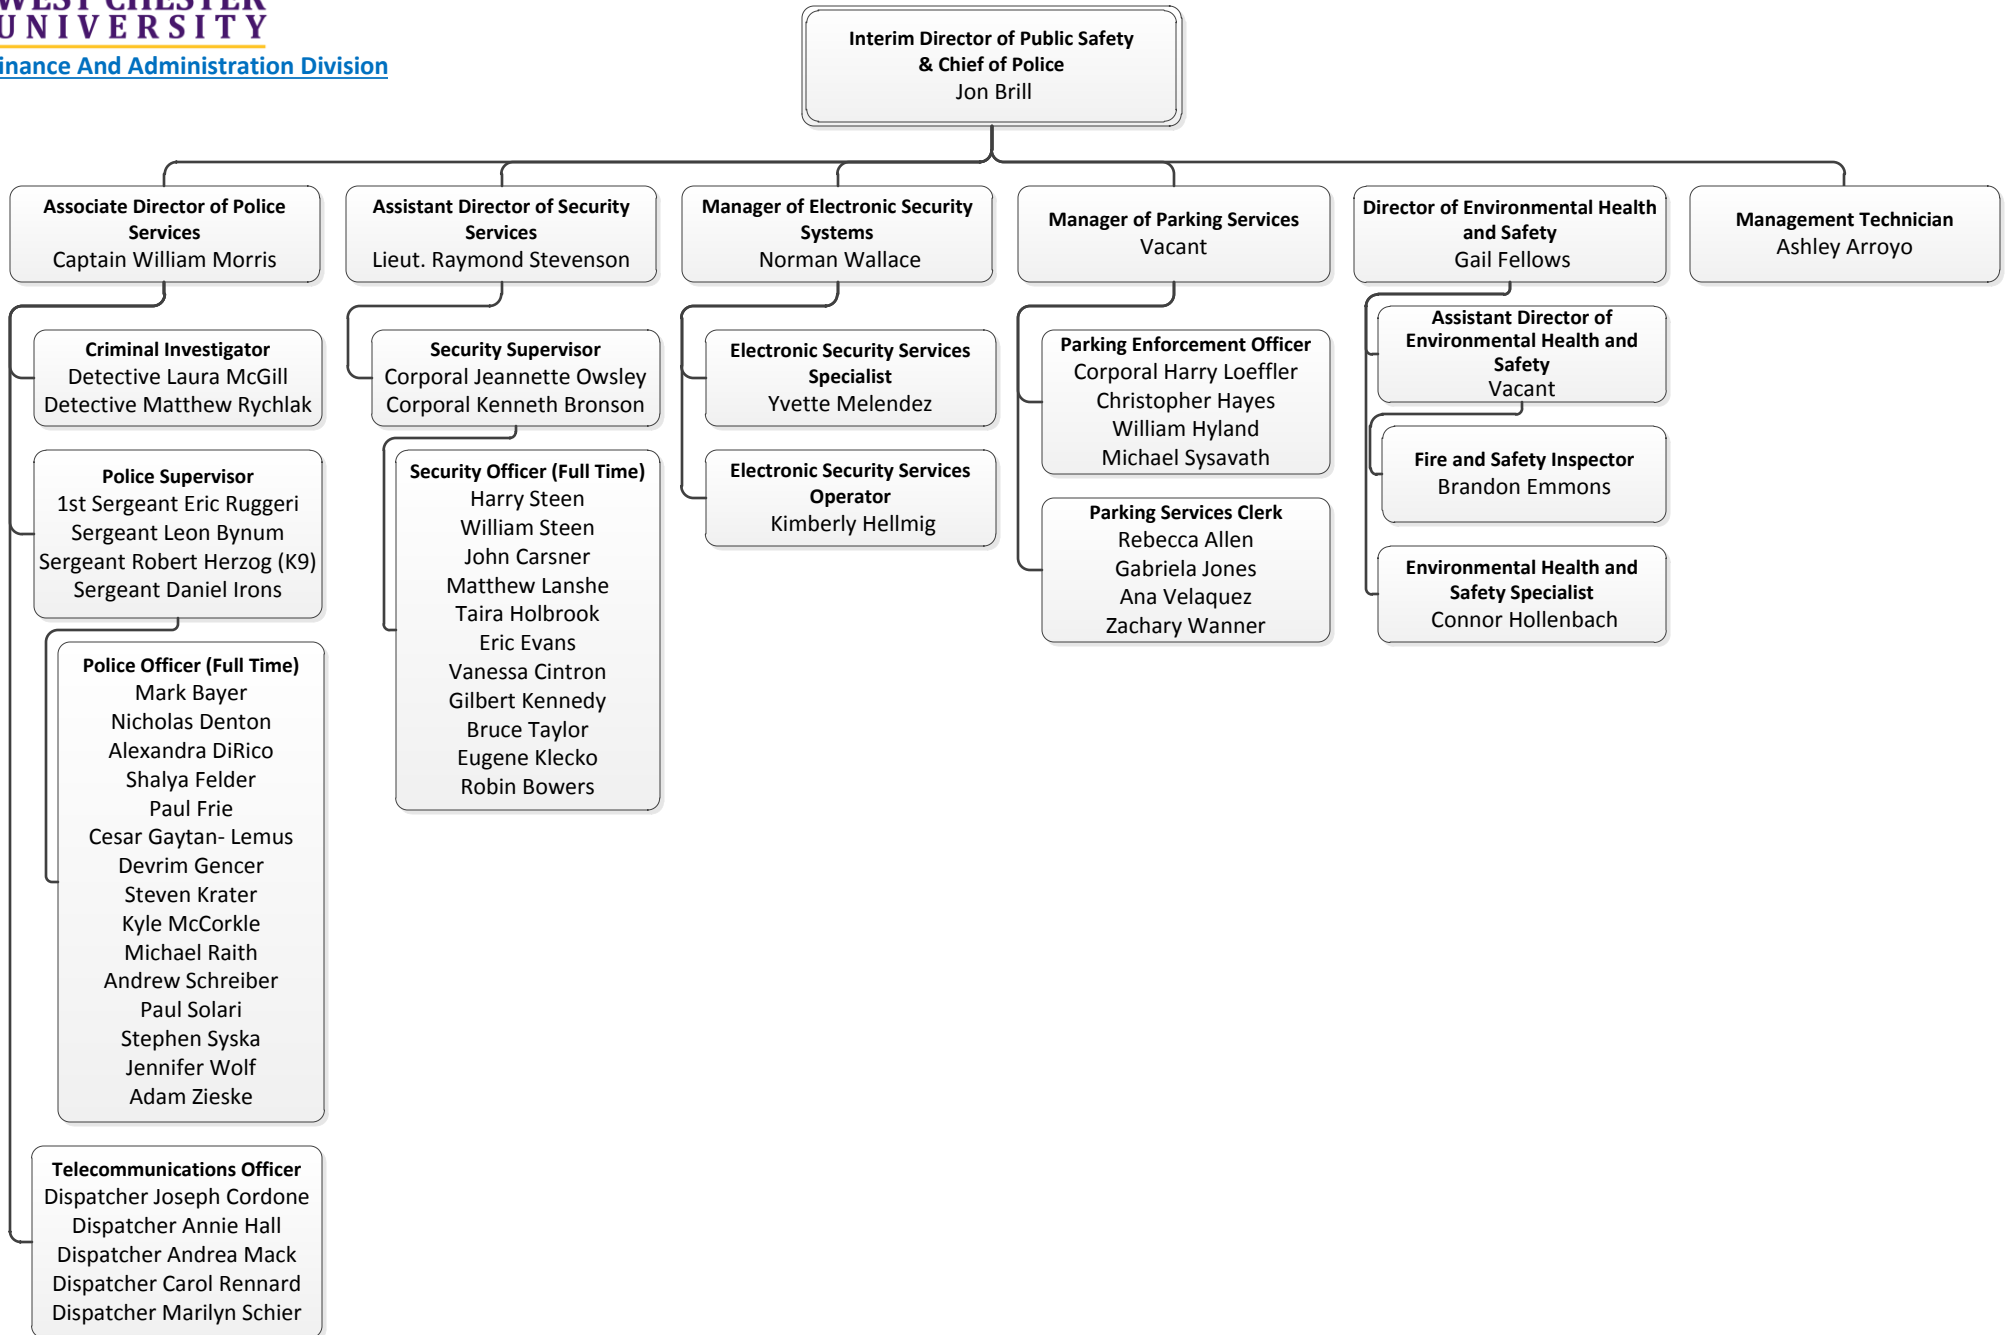 WEST CHESTER
UNIVERSITY
inance And Administration Division
Interim Director of Public Safety
& Chief of Police
Jon Brill
Associate Director of Police
Services
Captain William Morris
Criminal Investigator
Detective Laura McGill
Detective Matthew Rychlak
Police Supervisor
1st Sergeant Eric Ruggeri
Sergeant Leon Bynum
Sergeant Robert Herzog (K9)
Sergeant Daniel Irons
Police Officer (Full Time)
Mark Bayer
Nicholas Denton
Alexandra DiRico
Shalya Felder
Paul Frie
Cesar Gaytan- Lemus
Devrim Gencer
Steven Krater
Kyle McCorkle
Michael Raith
Andrew Schreiber
Paul Solari
Stephen Syska
Jennifer Wolf
Adam Zieske
Telecommunications Officer
Dispatcher Joseph Cordone
Dispatcher Annie Hall
Dispatcher Andrea Mack
Dispatcher Carol Rennard
Dispatcher Marilyn Schier
Assistant Director of Security
Services
Lieut. Raymond Stevenson
Security Supervisor
Corporal Jeannette Owsley
Corporal Kenneth Bronson
Security Officer (Full Time)
Harry Steen
William Steen
John Carsner
Matthew Lanshe
Taira Holbrook
Eric Evans
Vanessa Cintron
Gilbert Kennedy
Bruce Taylor
Eugene Klecko
Robin Bowers
Manager of Electronic Security
Systems
Norman Wallace
Electronic Security Services
Specialist
Yvette Melendez
Electronic Security Services
Operator
Kimberly Hellmig
Manager of Parking Services
Vacant
Parking Enforcement Officer
Corporal Harry Loeffler
Christopher Hayes
William Hyland
Michael Sysavath
Parking Services Clerk
Rebecca Allen
Gabriela Jones
Ana Velaquez
Zachary Wanner
Director of Environmental Health
and Safety
Gail Fellows
Assistant Director of
Environmental Health and
Safety
Vacant
Fire and Safety Inspector
Brandon Emmons
Environmental Health and
Safety Specialist
Connor Hollenbach
Management Technician
Ashley Arroyo